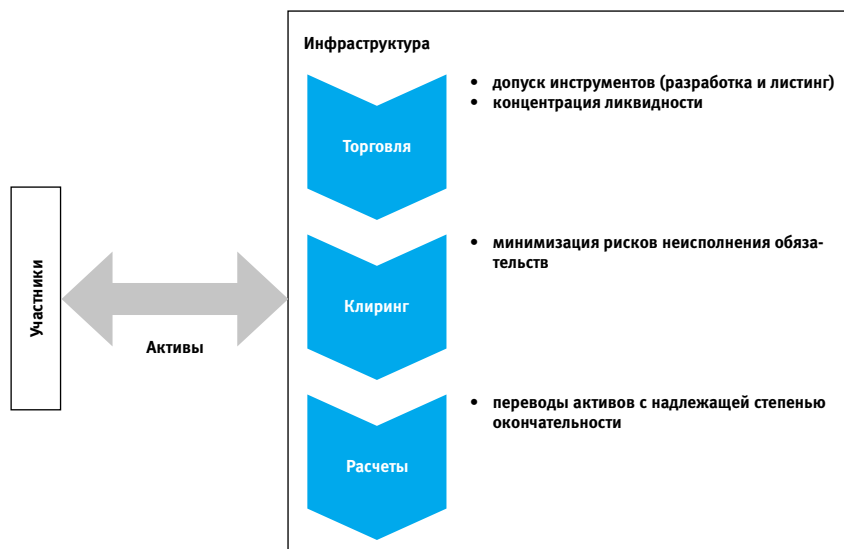 Инфраструктура
• допуск инструментов (разработка и листинг)
• концентрация ликвидности
Торговля
• минимизация рисков неисполнения обяза-
тельств
Участники
Клиринг
Активы
• переводы активов с надлежащей степенью
окончательности
Расчеты